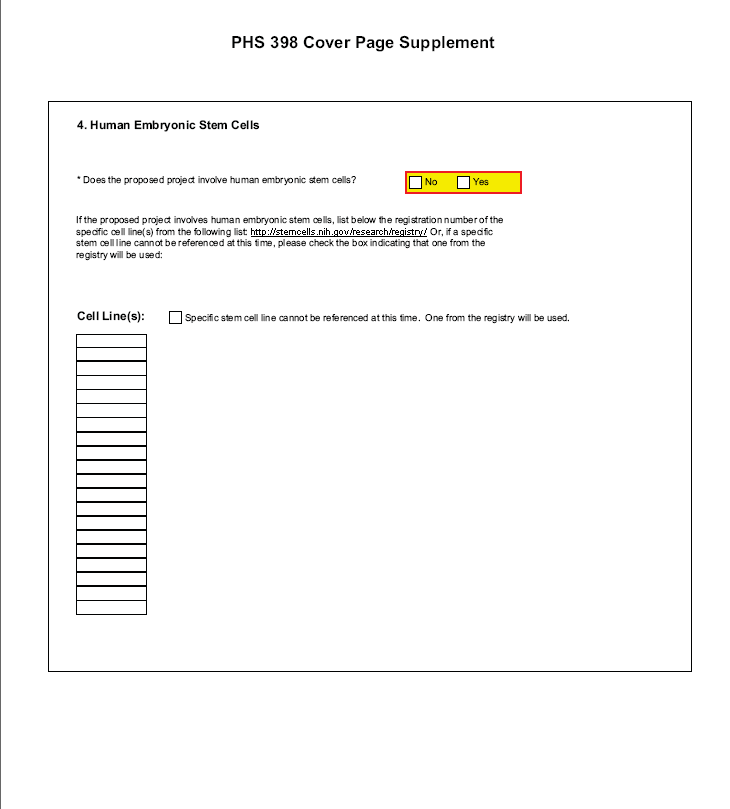 PHS 398 Cover Page Supplement
4. Human Embryonic Stem Cells
* Does the proposed project involve human embryonic stem cells?
No Yes
If the proposed project involves human embryonic stem cells, list below the registration number of the
specific cell line(s) from the following list: http://stemcells.nih.gov/research/registry/ Or, if a specific
stem cell line cannot be referenced at this time, please check the box indicating that one from the
registry will be used:
Cell Line(s): Specific stem cell line cannot be referenced at this time. One from the registry will be used.